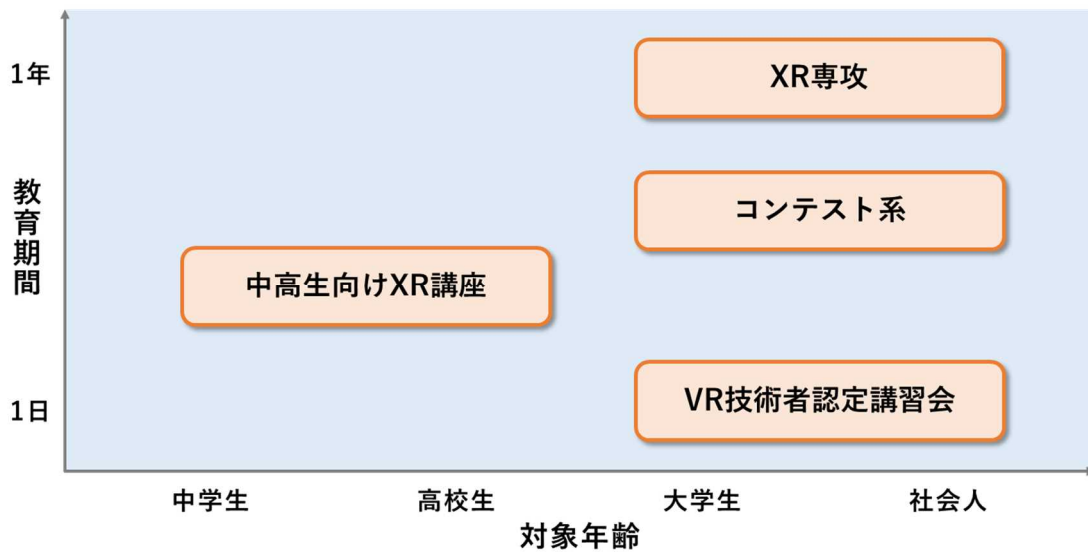 1年
XR専攻
教育期間
コンテスト系
中高生向けXR講座
1日
VR技術者認定講習会
中学生
高校生
大学生
社会人
対象年齢